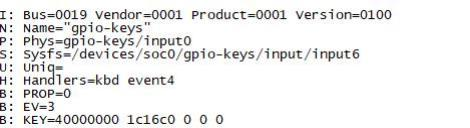 I: Bus=0019 Vendor=0001 Product=0001 Version=0100
N: Name="gpio-keys"
P: Phys=gpio-keys/input0
S: Sysfs=/devices/soc0/gpio-keys/input/input6
U: Uniq=
H: Handlers=kbd event4
B: PROP=0
B: EV=3
B: KEY=40000000 1c16c0 0 0 0